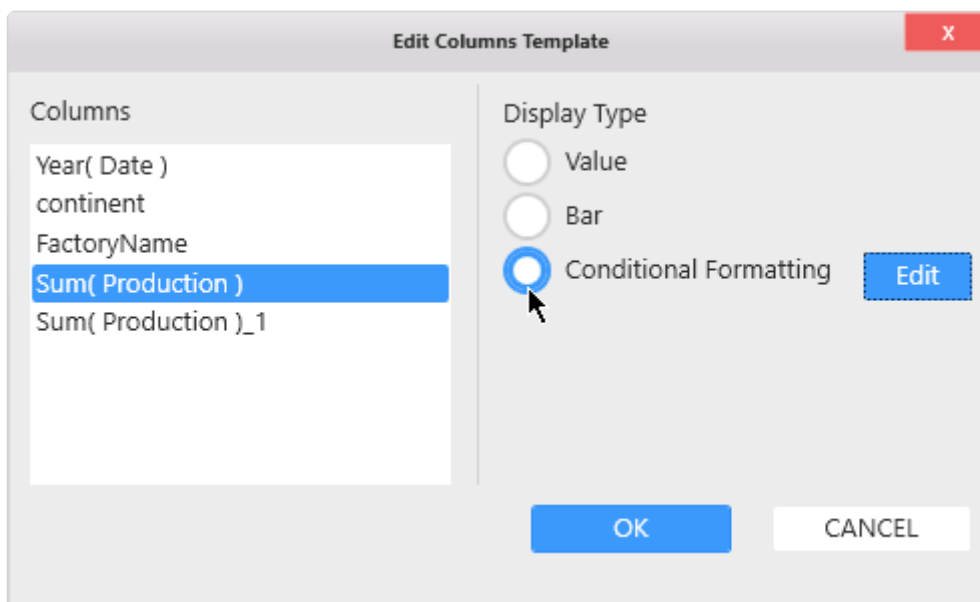 Edit Columns Template
X
Columns
Year( Date )
continent
FactoryName
Sum( Production )
Sum( Production )_1
Display Type
Value
Bar
Conditional Formatting
Edit
OK
CANCEL